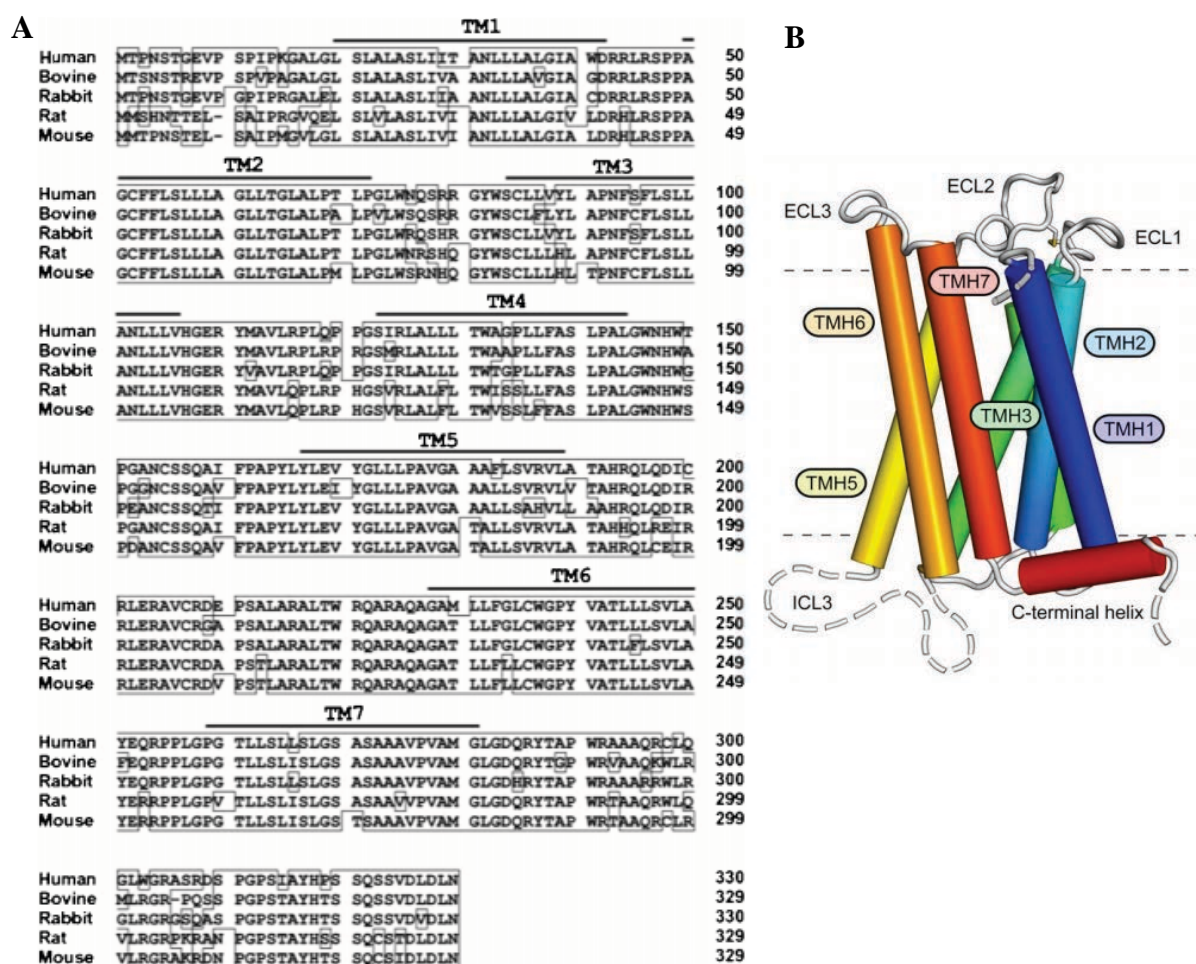 A
TM1
Human MTPNSTGEVP SPIPKGALGL SLALASLIIT ANLLLALGIA WDRRLRSPPA 50
Bovine MTSNSTREVP SPVPAGALGL SLALASLIVA ANLLLAVGIA GDRRLRSPPA 50
Rabbit MTPNSTGEVP GPIPRGALEL SLALASLIIA ANLLLALGIA CDRRLRSPPA 50
Rat MMSHNTTEL- SAIPRGVQEL SLVLASLIVI ANLLLALGIV LDRHLRSPPA 49
Mouse MMTPNSTEL- SAIPMGVLGL SLALASLIVI ANLLLALGIA LDRHLRSPPA 49
TM2 TM3
Human GCFFLSLLLA GLLTGLALPT LPGLWNQSRR GYWSCLLVYL APNFSFLSLL 100
Bovine GCFFLSLLLA GLLTGLALPA LPVLWSQSRR GYWSCLFLYL APNFCFLSLL 100
Rabbit GCFFLSLLLA GLLTGLALPT LPGLWRQSHR GYWSCLLVYL APNFSFLSLL 100
Rat GCFFLSLLLA GLLTGLALPT LPGLWNRSHQ GYWSCLLLHL APNFCFLSLL 99
Mouse GCFFLSLLLA GLLTGLALPM LPGLWSRNHQ GYWSCLLLHL TPNFCFLSLL 99
TM4
Human ANLLLVHGER YMAVLRPLQP PGSIRLALLL TWAGPLLFAS LPALGWNHWT 150
Bovine ANLLLVHGER YMAVLRPLRP RGSMRLALLL TWAAPLLFAS LPALGWNHWA 150
Rabbit ANLLLVHGER YVAVLRPLQP PGSIRLALLL TWTGPLLFAS LPALGWNHWG 150
Rat ANLLLVHGER YMAVLQPLRP HGSVRLALFL TWISSLLFAS LPALGWNHWS 149
Mouse ANLLLVHGER YMAVLQPLRP HGSVRLALFL TWVSSLFFAS LPALGWNHWS 149
TM5
Human PGANCSSQAI FPAPYLYLEV YGLLLPAVGA AAFLSVRVLA TAHRQLQDIC 200
Bovine PGGNCSSQAV FPAPYLYLEI YGLLLPAVGA AALLSVRVLV TAHRQLQDIR 200
Rabbit PEANCSSQTI FPAPYLYLEV YGLLLPAVGA AALLSAHVLL AAHRQLQDIR 200
Rat PGANCSSQAV FPAPYLYLEV YGLLLPAVGA TALLSVRVLA TAHHQLREIR 199
Mouse PDANCSSQAV FPAPYLYLEV YGLLLPAVGA TALLSVRVLA TAHRQLCEIR 199
TM6
Human RLERAVCRDE PSALARALTW RQARAQAGAM LLFGLCWGPY VATLLLSVLA 250
Bovine RLERAVCRGA PSALARALTW RQARAQAGAT LLFGLCWGPY VATLLLSVLA 250
Rabbit RLERAVCRDA PSALARALTW RQARAQAGAT LLFGLCWGPY VATLFLSVLA 250
Rat RLERAVCRDA PSTLARALTW RQARAQAGAT LLFLLCWGPY VATLLLSVLA 249
Mouse RLERAVCRDV PSTLARALTW RQARAQAGAT LLFLLCWGPY VATLLLSVLA 249
TM7
Human YEQRPPLGPG TLLSLLSLGS ASAAAVPVAM GLGDQRYTAP WRAAAQRCLQ 300
Bovine FEQRPPLGPG TLLSLISLGS ASAAAVPVAM GLGDQRYTGP WRVAAQKWLR 300
Rabbit YEQRPPLGPG TLLSLLSLGS ASAAAVPVAM GLGDHRYTAP WRAAARRWLR 300
Rat YERRPPLGPV TLLSLISLGS ASAAVVPVAM GLGDQRYTAP WRTAAQRWLQ 299
Mouse YERRPPLGPG TLLSLISLGS TSAAAVPVAM GLGDQRYTAP WRTAAQRCLR 299
Human GLWGRASRDS PGPSIAYHPS SQSSVDLDLN 330
Bovine MLRGR-PQSS PGPSTAYHTS SQSSVDLDLN 329
Rabbit GLRGRGSQAS PGPSTAYHTS SQSSVDVDLN 330
Rat VLRGRPKRAN PGPSTAYHSS SQCSTDLDLN 329
Mouse VLRGRAKRDN PGPSTAYHTS SQCSIDLDLN 329
B
ECL2
ECL3
ECL1
TMH7
TMH6
TMH2
TMH3
TMH1
TMH5
ICL3
C-terminal helix